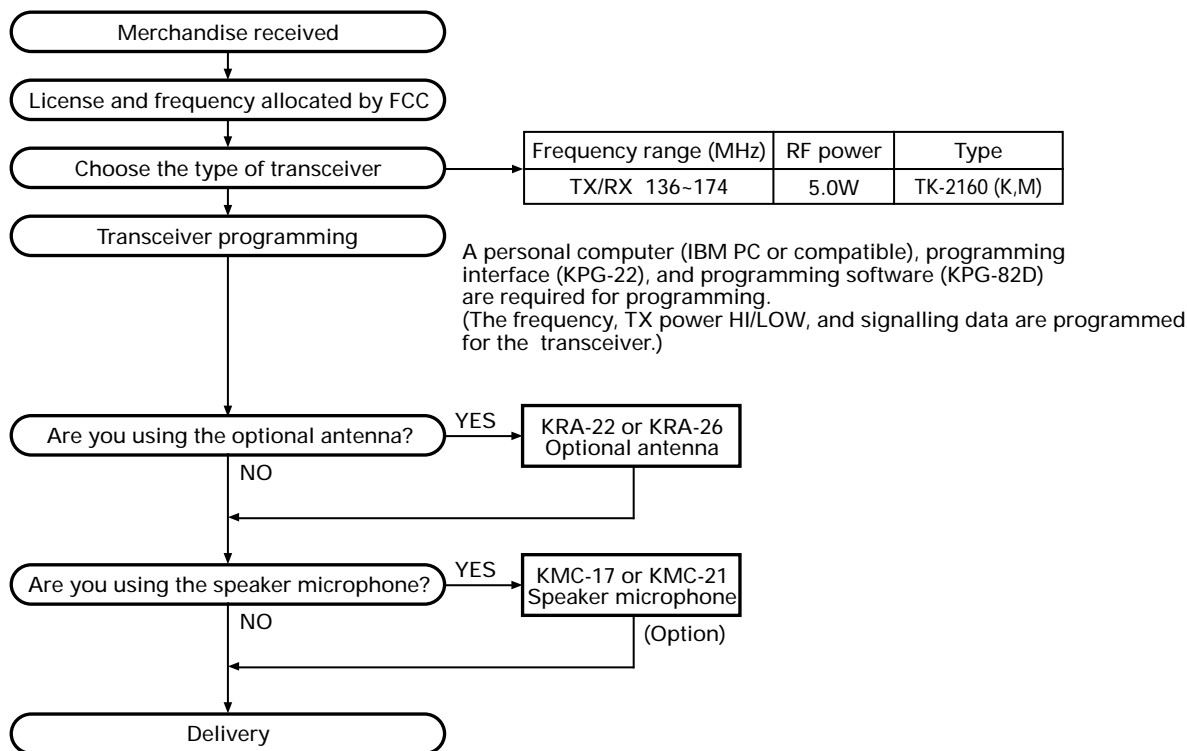 Merchandise received
License and frequency allocated by FCC
Choose the type of transceiver
Frequency range (MHz) RF power Type
TX/RX 136~174 5.0W TK-2160 (K,M)
Transceiver programming
A personal computer (IBM PC or compatible), programming
interface (KPG-22), and programming software (KPG-82D)
are required for programming.
(The frequency, TX power HI/LOW, and signalling data are programmed
for the transceiver.)
Are you using the optional antenna?
YES
KRA-22 or KRA-26
Optional antenna
NO
Are you using the speaker microphone?
YES
KMC-17 or KMC-21
Speaker microphone
NO
(Option)
Delivery